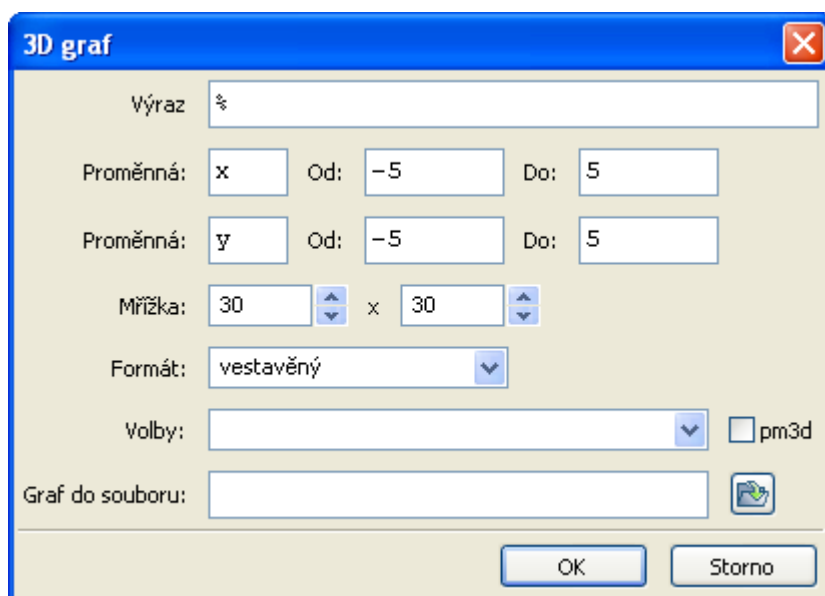 3D graf
Výraz %
Proměnná: x Od: -5 Do: 5
Proměnná: y Od: -5 Do: 5
Mřížka: 30 x 30
Formát: vestavěný
Volby: pm3d
Graf do souboru:
OK Storno